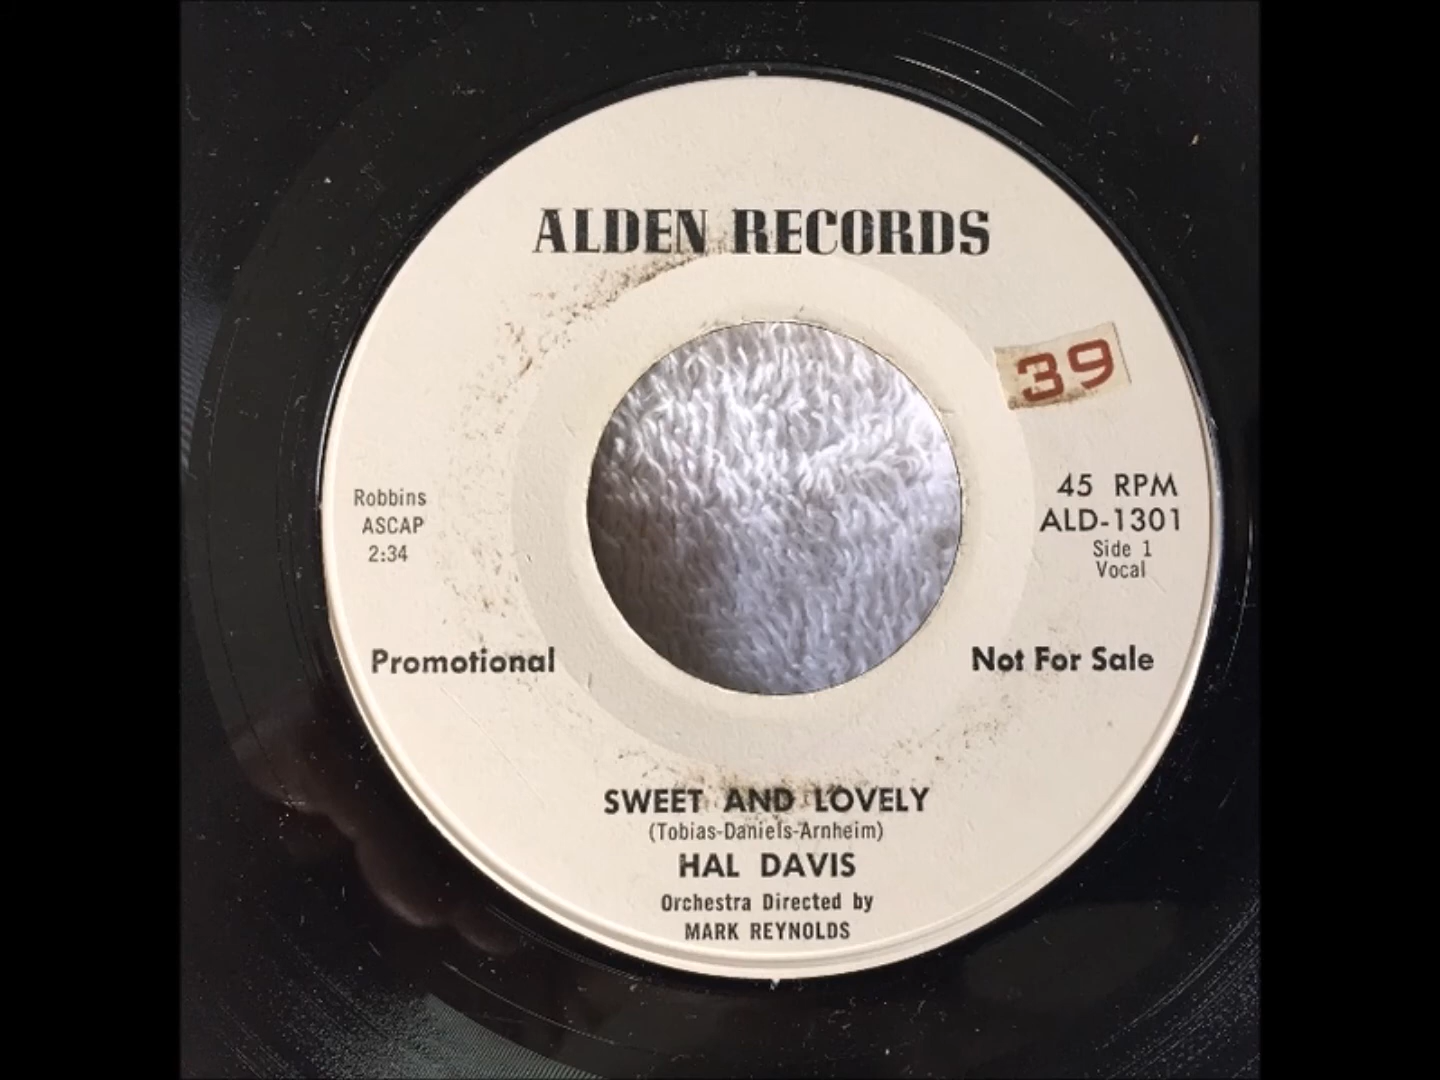 ALDEN RECORDS
39
Robbins
ASCAP
2:34
45 RPM
ALD-1301
Side 1
Vocal
Promotional
Not For Sale
SWEET AND LOVELY
(Tobias-Daniels-Arnheim)
HAL DAVIS
Orchestra Directed by
MARK REYNOLDS